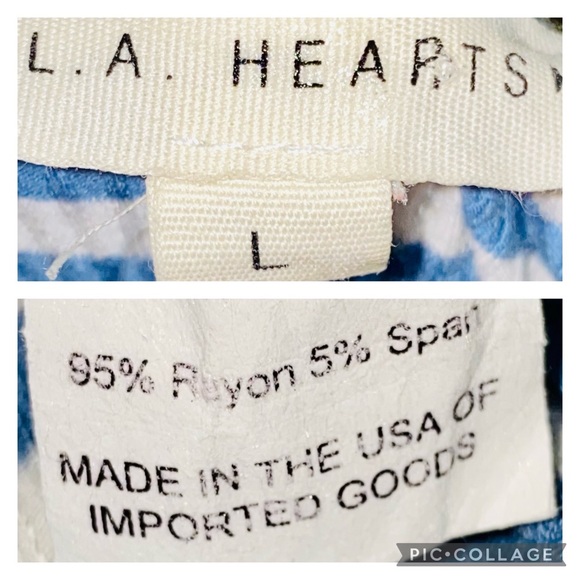 L.A. HEARTS
L
95% Rayon 5% Span
MADE IN THE USA OF
IMPORTED GOODS
PIC•COLLAGE